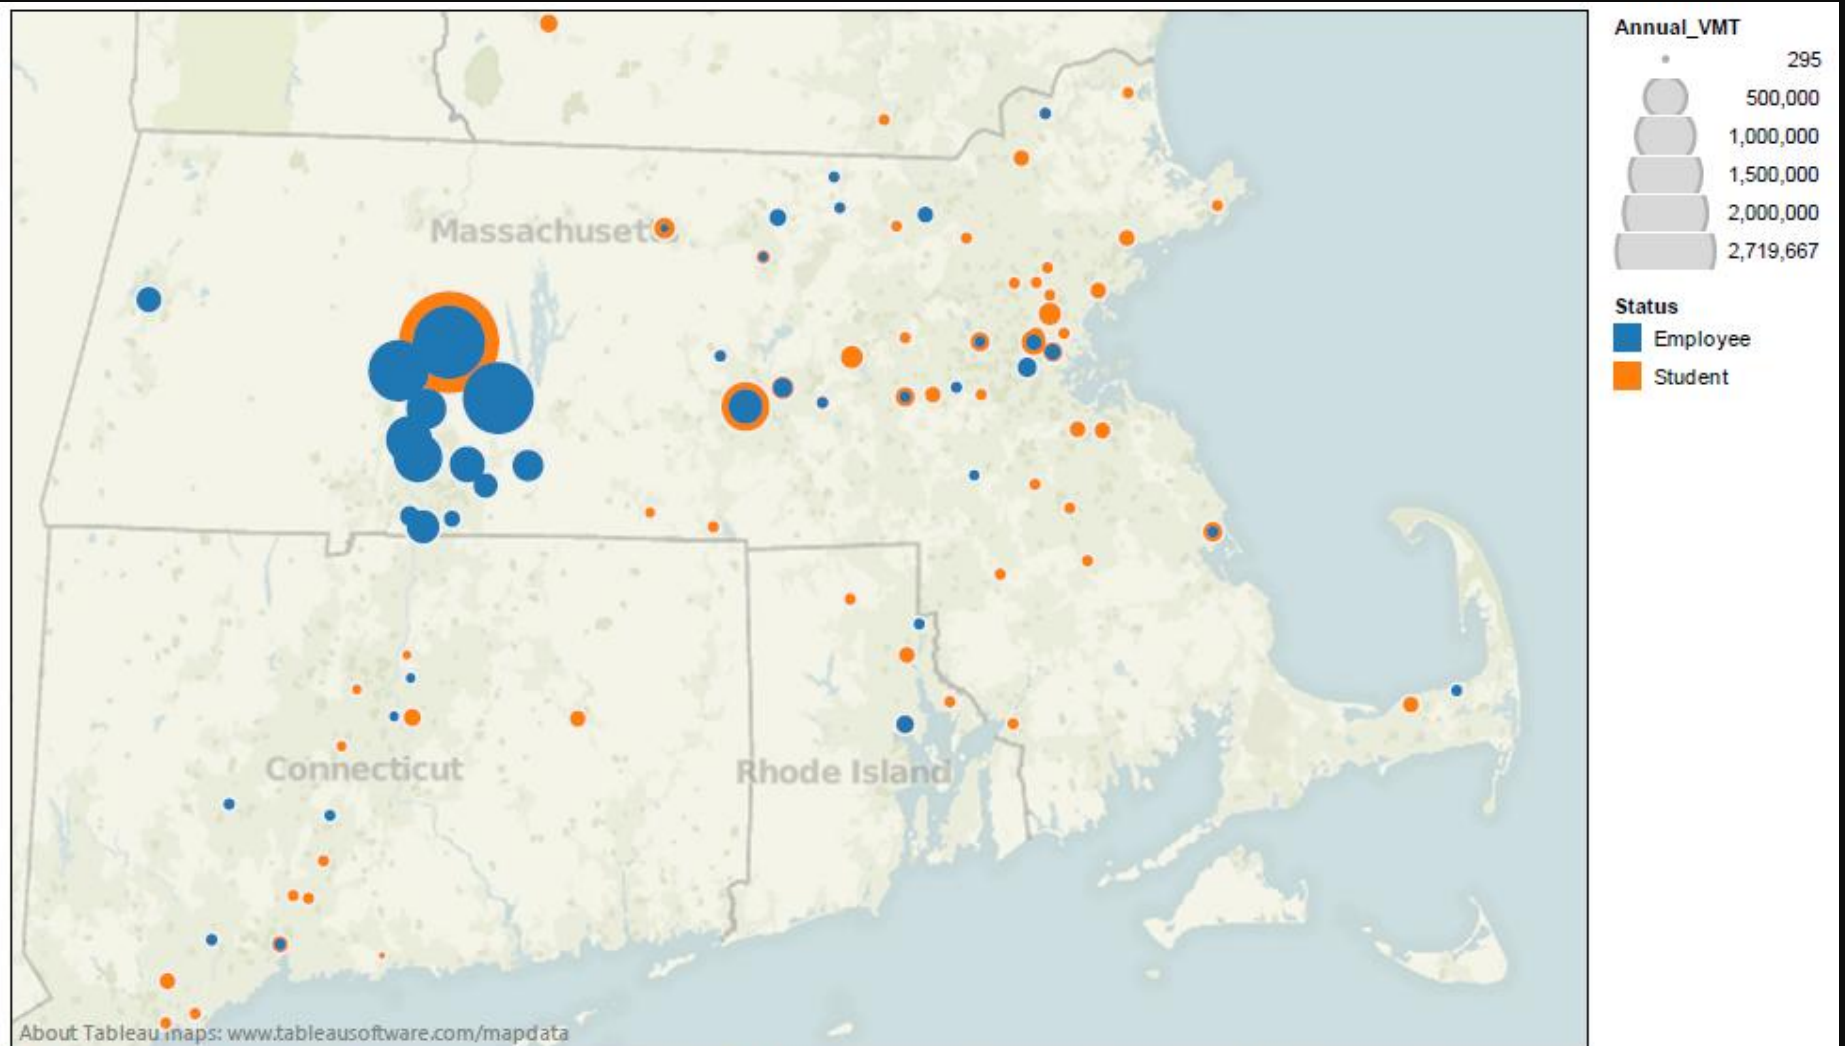 Annual_VMT
295
500,000
1,000,000
1,500,000
2,000,000
2,719,667
Status
Employee
Student
Massachuset
Connecticut
Rhode Island
About Tableau maps: www.tableausoftware.com/mapdata